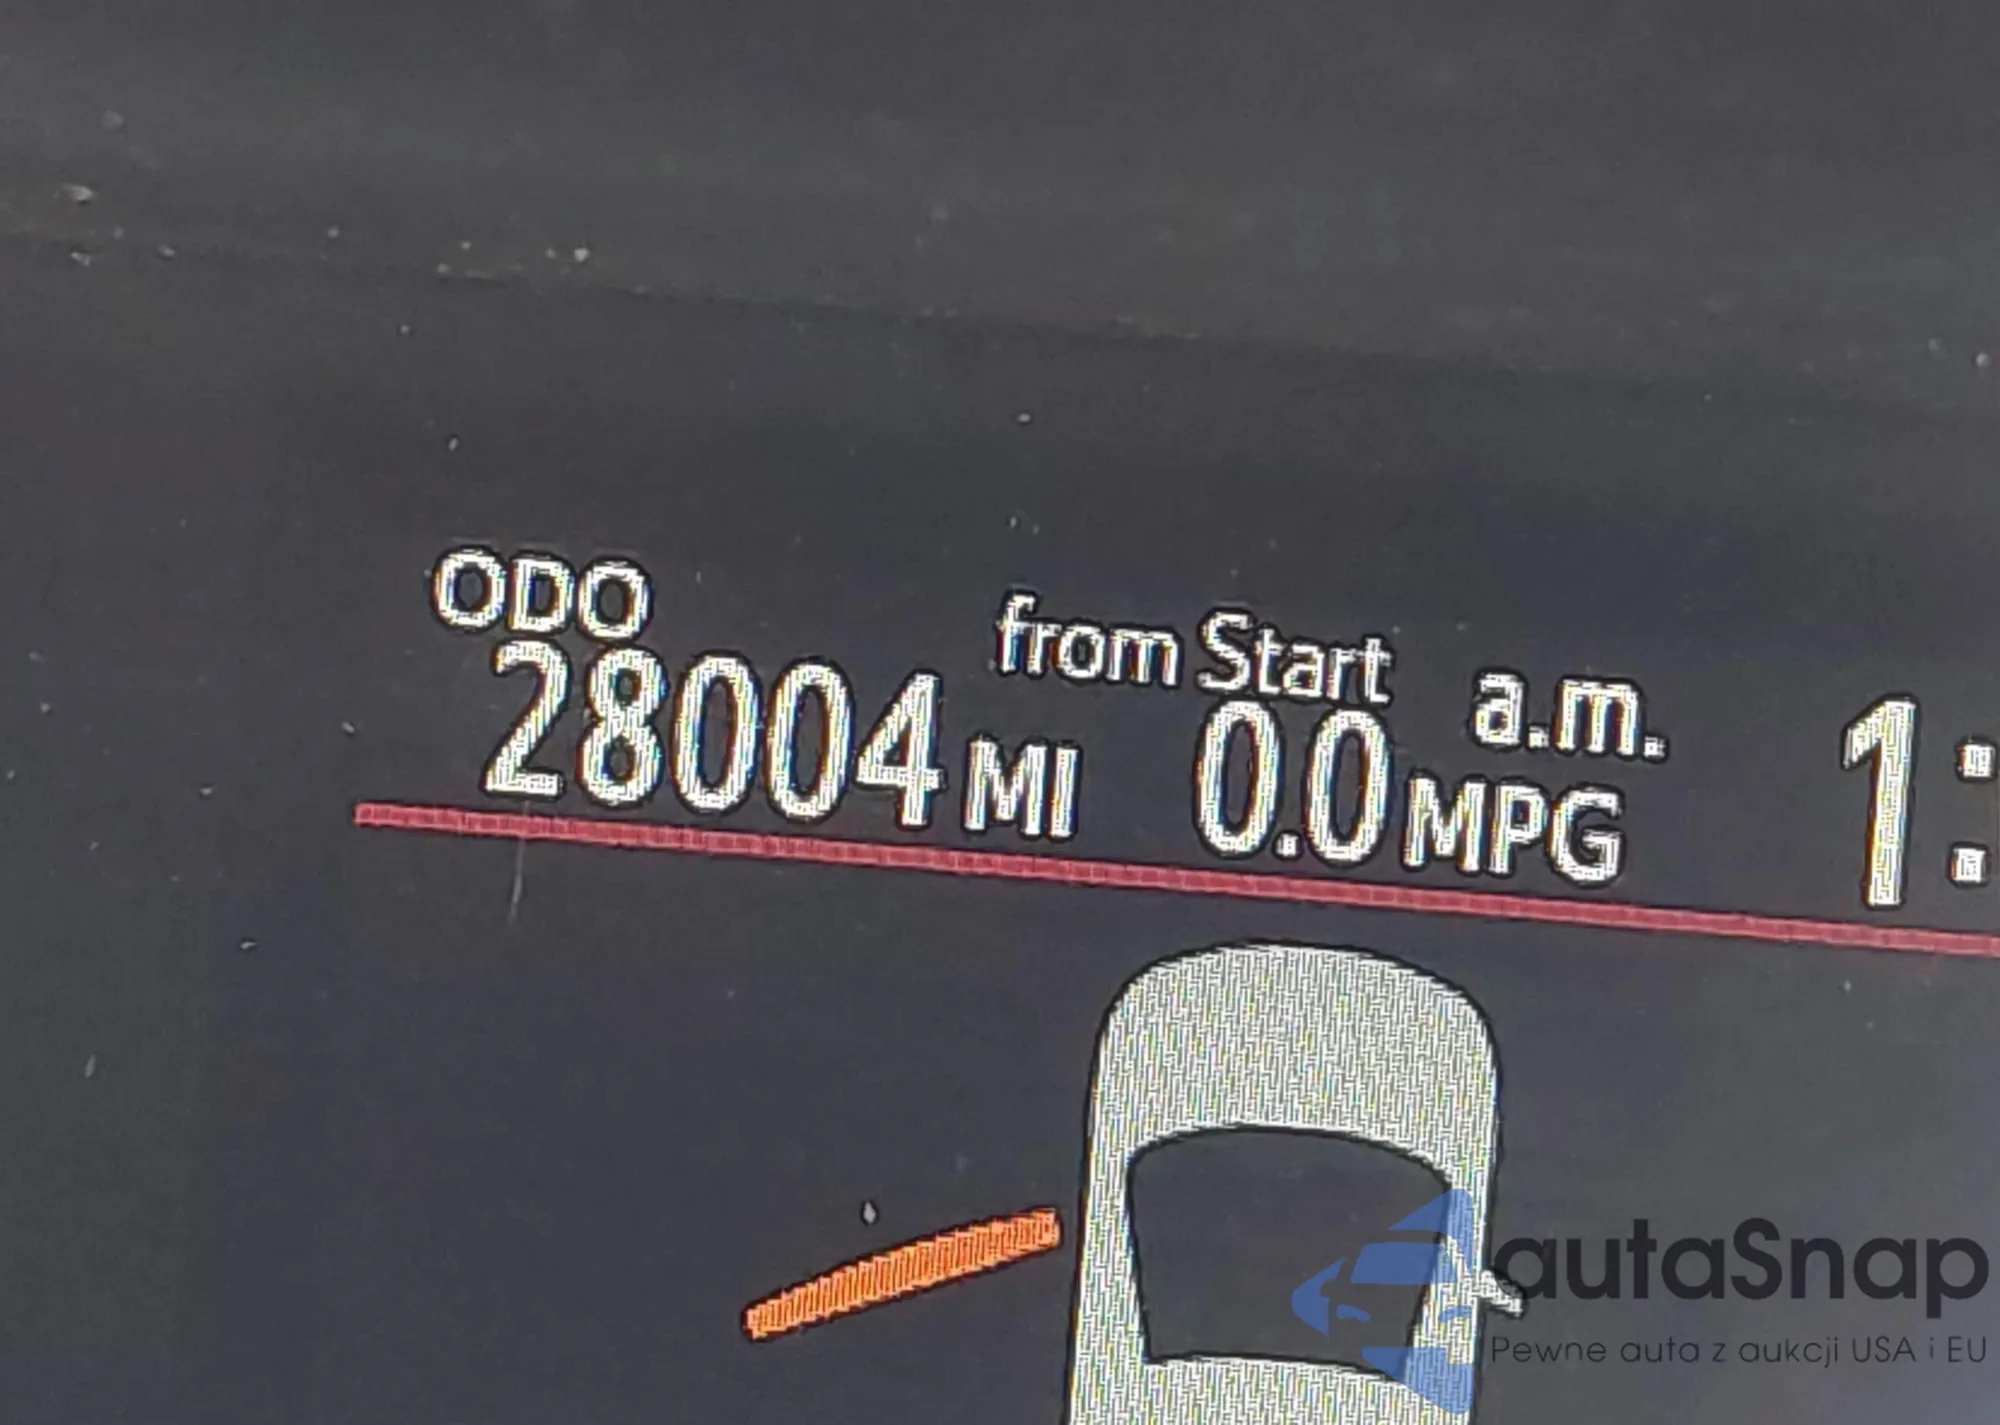 ODO
28004 MI
from Start
0.0 MPG
a.m.
1:
autaSnap
Pewne auta z aukcji USA i EU